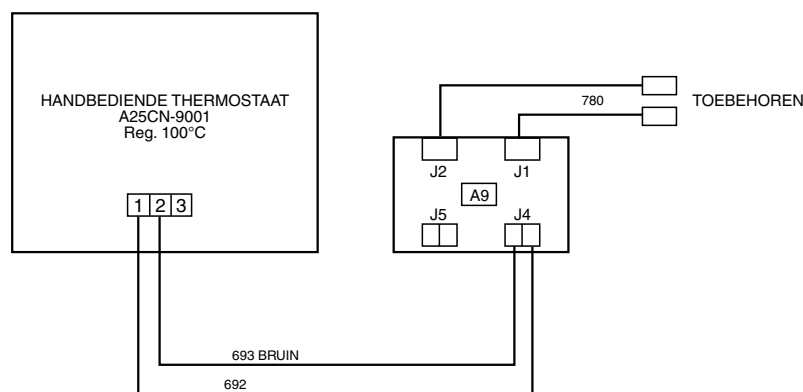 HANDBEDIENDE THERMOSTAAT
A25CN-9001
Reg. 100°C
1 2 3
780
TOEBEHOREN
J2 J1
A9
J5 J4
693 BRUIN
692